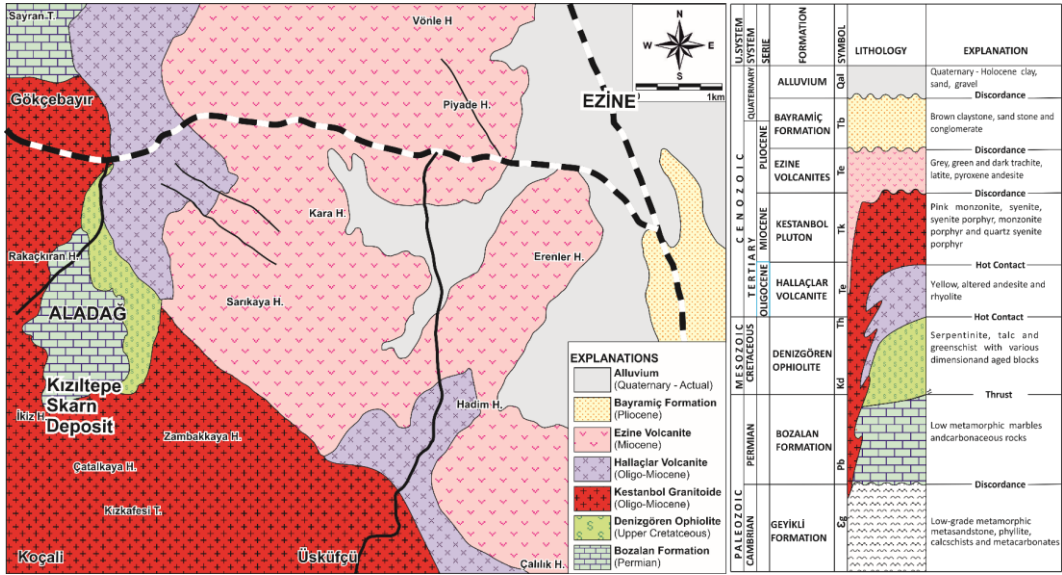 Sayran T.
Vönle H
N
W E
S
0 1km
Gökçebayır
Piyade H.
EZİNE
Kara H.
Rakaçkıran H.
Erenler H.
ALADAĞ
Sarıkaya H.
Kızıltepe
Skarn
Deposit
İkiz H.
Hadim H.
Zambakkaya H.
Çatalkaya H.
Kızkafesi T.
Koçali
Üsküfçü
Çalılık H.
EXPLANATIONS
Alluvium
(Quaternary - Actual)
Bayramiç Formation
(Pliocene)
Ezine Volcanite
(Miocene)
Hallaçlar Volcanite
(Oligo-Miocene)
Kestanbol Granitoide
(Oligo-Miocene)
Denizgören Ophiolite
(Upper Cretataceous)
Bozalan Formation
(Permian)
U.SYSTEM
SYSTEM
SERIE
FORMATION
SYMBOL
LITHOLOGY
EXPLANATION
CENOZOIC
QUATERNARY
ALLUVIUM
Qal
Quaternary - Holocene clay,
sand, gravel
Discordance
TERTIARY
PLIOCENE
BAYRAMIÇ
FORMATION
Tb
Brown claystone, sand stone and
conglomerate
Discordance
EZINE
VOLCANITES
Te
Grey, green and dark trachite,
latite, pyroxene andesite
Discordance
MIOCENE
KESTANBOL
PLUTON
Tk
Pink monzonite, syenite,
syenite porphyr, monzonite
porphyr and quartz syenite
porphyr
Hot Contact
OLIGOCENE
HALLAÇLAR
VOLCANITE
Te
Yellow, altered andesite and
rhyolite
Hot Contact
Th
MESOZOIC
CRETACEOUS
DENIZGÖREN
OPHIOLITE
Kd
Serpentinite, talc and
greenschist with various
dimensionand aged blocks
Thrust
PALEOZOIC
PERMIAN
BOZALAN
FORMATION
Pb
Low metamorphic marbles
andcarbonaceous rocks
Discordance
CAMBRIAN
GEYİKLİ
FORMATION
Ɛg
Low-grade metamorphic
metasandstone, phyllite,
calcschists and metacarbonates